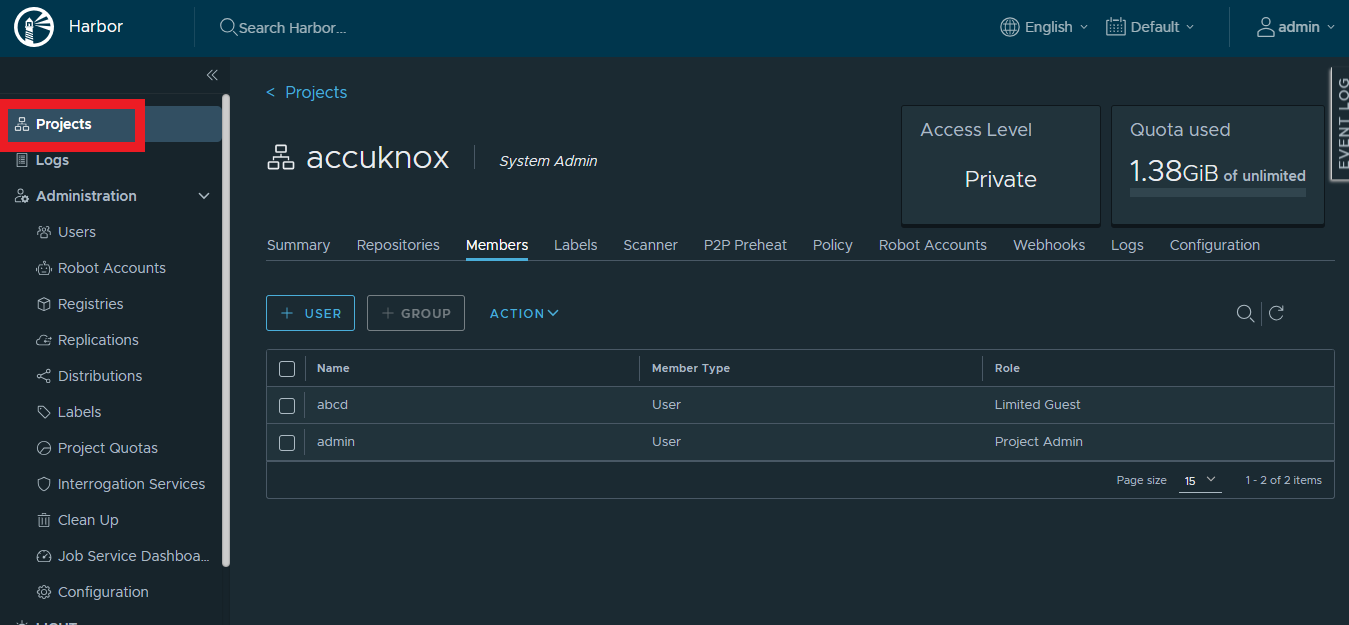 Harbor
Search Harbor...
English
Default
admin
Projects
Logs
Administration
Users
Robot Accounts
Registries
Replications
Distributions
Labels
Project Quotas
Interrogation Services
Clean Up
Job Service Dashboa...
Configuration
LIGHT
< Projects
accuknox
System Admin
Access Level
Private
Quota used
1.38GiB of unlimited
EVENT LOG
Summary Repositories Members Labels Scanner P2P Preheat Policy Robot Accounts Webhooks Logs Configuration
+ USER + GROUP ACTION
Name Member Type Role
abcd User Limited Guest
admin User Project Admin
Page size 15 1 - 2 of 2 items